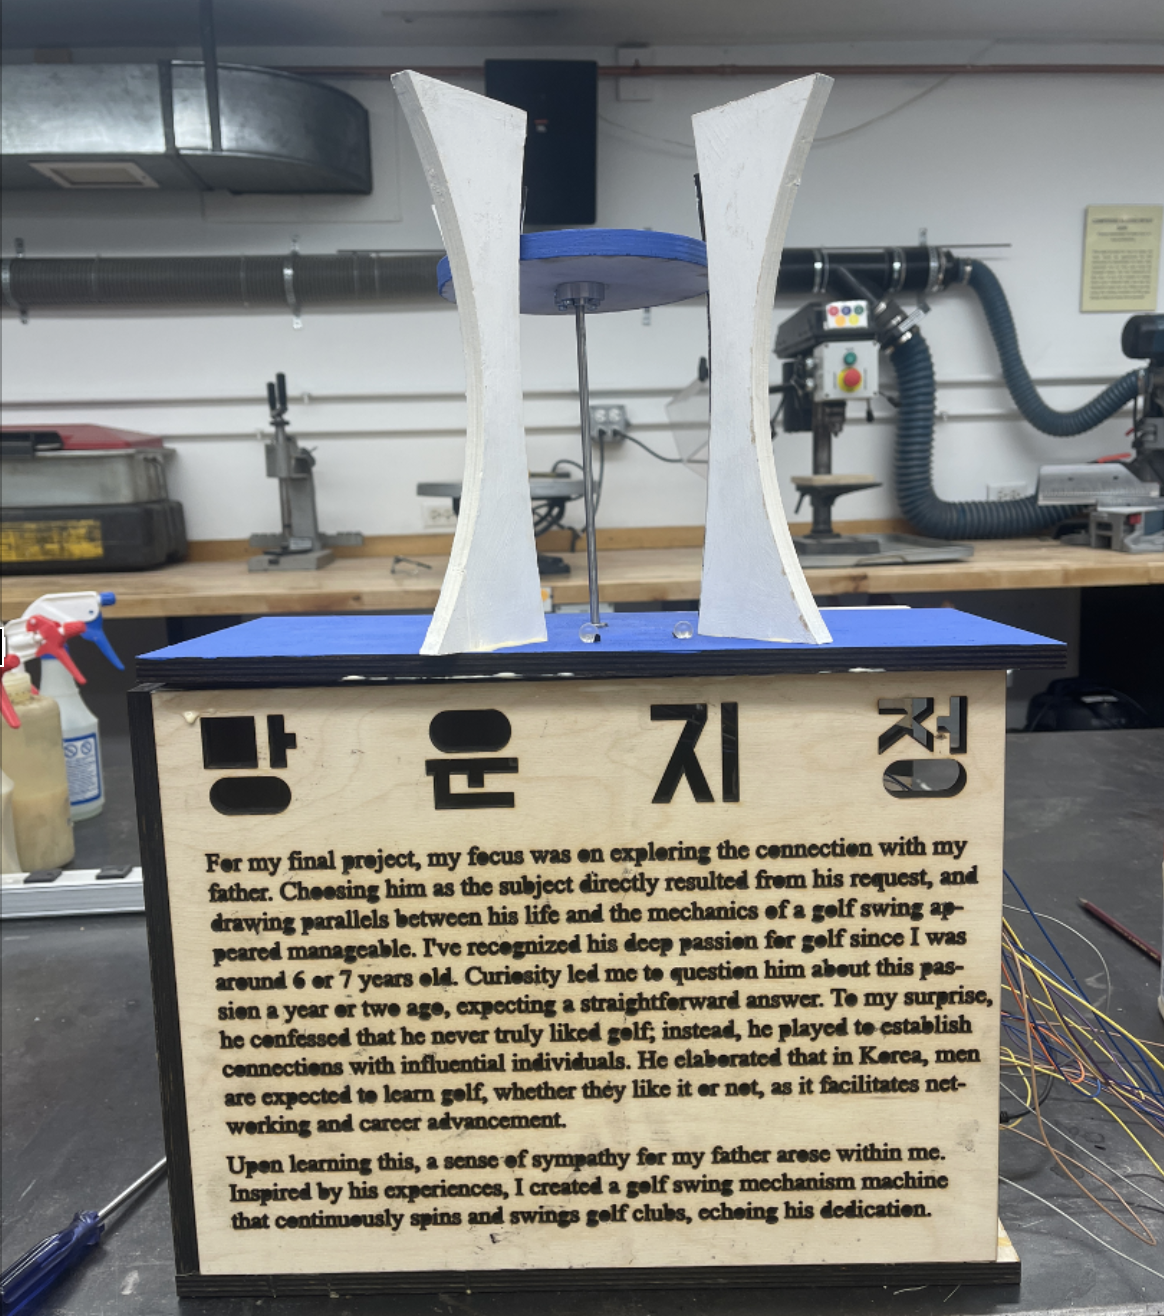 망 운 지 정
For my final project, my focus was on exploring the connection with my
father. Choosing him as the subject directly resulted from his request, and
drawing parallels between his life and the mechanics of a golf swing ap-
peared manageable. I've recognized his deep passion for golf since I was
around 6 or 7 years old. Curiosity led me to question him about this pas-
sion a year or two ago, expecting a straightforward answer. To my surprise,
he confessed that he never truly liked golf; instead, he played to establish
connections with influential individuals. He elaborated that in Korea, men
are expected to learn golf, whether they like it or not, as it facilitates net-
working and career advancement.
Upon learning this, a sense of sympathy for my father arose within me.
Inspired by his experiences, I created a golf swing mechanism machine
that continuously spins and swings golf clubs, echoing his dedication.